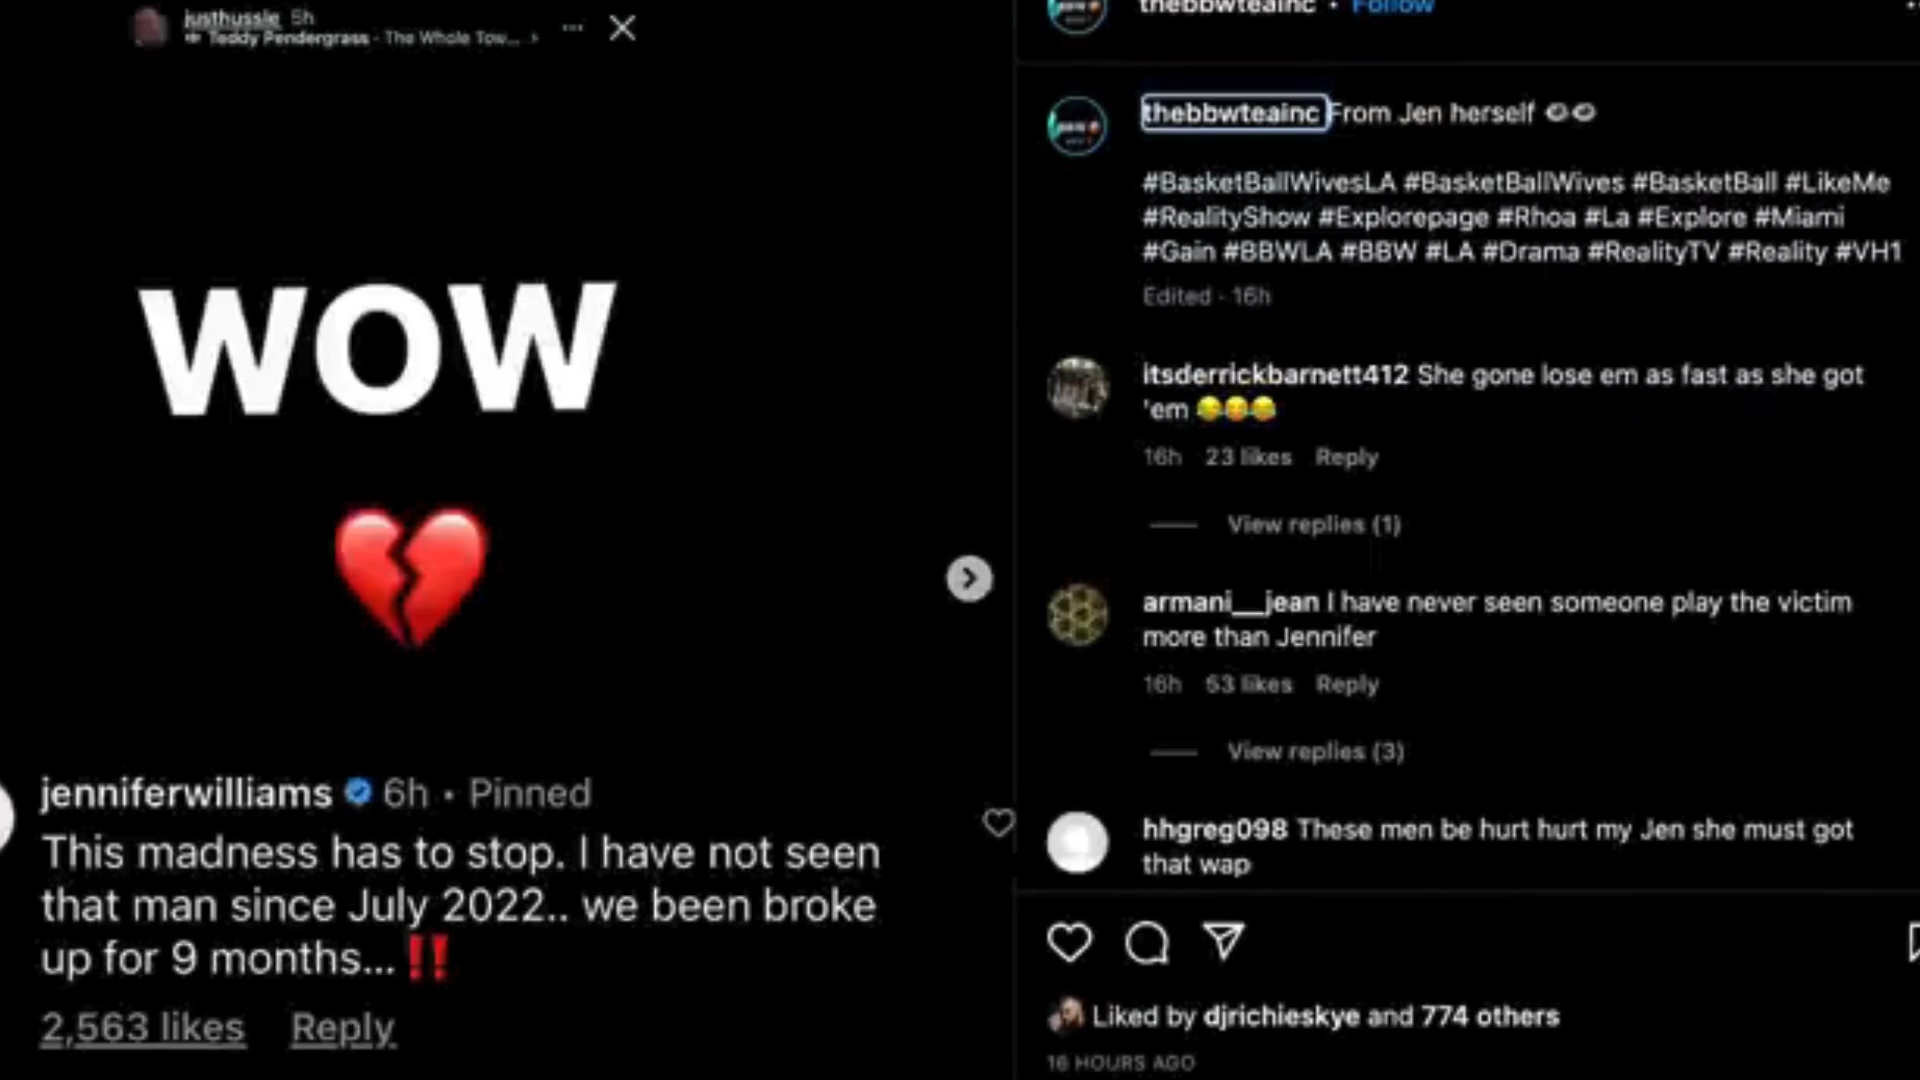 justhussle 5h
Teddy Pendergrass - The Whole Tow...
WOW
jenniferwilliams 6h • Pinned
This madness has to stop. I have not seen
that man since July 2022.. we been broke
up for 9 months...‼️
2,563 likes Reply
thebbwteainc • Follow
thebbwteainc From Jen herself
#BasketBallWivesLA #BasketBallWives #BasketBall #LikeMe
#RealityShow #Explorepage #Rhoa #La #Explore #Miami
#Gain #BBWLA #BBW #LA #Drama #RealityTV #Reality #VH1
Edited · 16h
itsderrickbarnett412 She gone lose em as fast as she got
'em
16h 23 likes Reply
View replies (1)
armani__jean I have never seen someone play the victim
more than Jennifer
16h 53 likes Reply
View replies (3)
hhgreg098 These men be hurt hurt my Jen she must got
that wap
Liked by djrichieskye and 774 others
16 HOURS AGO